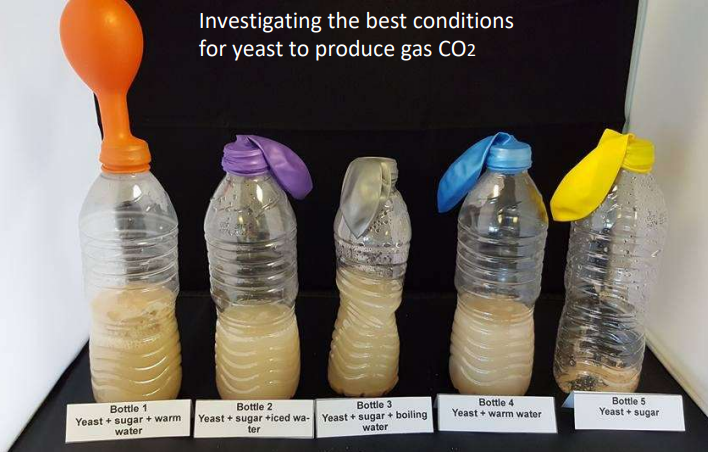 Investigating the best conditions
for yeast to produce gas CO2
Bottle 1
Yeast + sugar + warm
water
Bottle 2
Yeast + sugar +iced wa-
ter
Bottle 3
Yeast + sugar + boiling
water
Bottle 4
Yeast + warm water
Bottle 5
Yeast + sugar